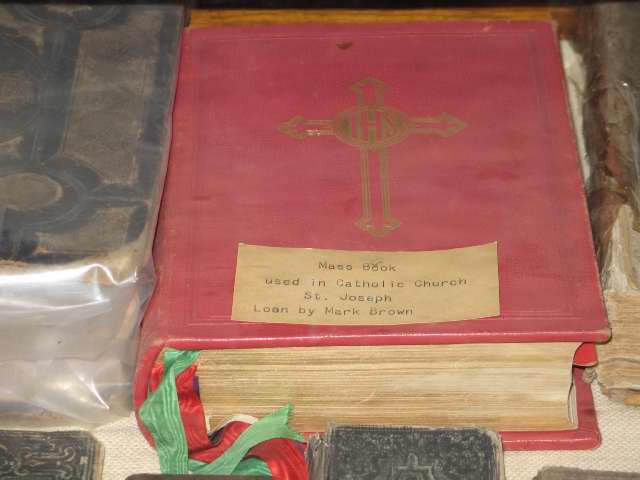 IHS
Mass Book
used in Catholic Church
St. Joseph
Loan by Mark Brown